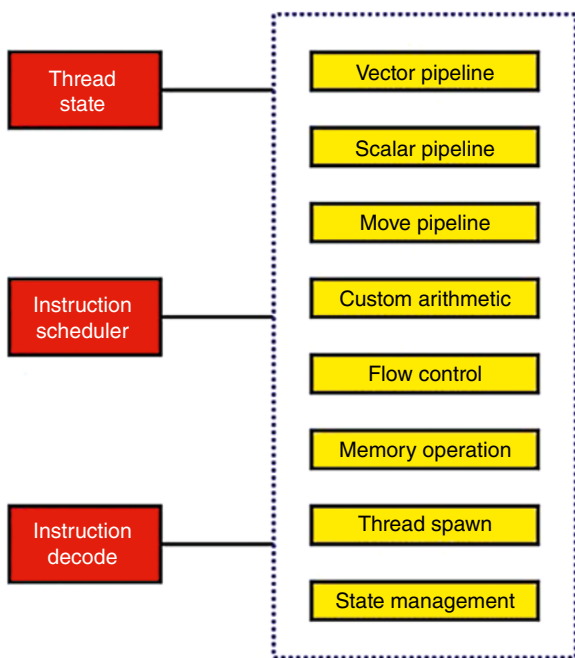 Thread
state
Instruction
scheduler
Instruction
decode
Vector pipeline
Scalar pipeline
Move pipeline
Custom arithmetic
Flow control
Memory operation
Thread spawn
State management